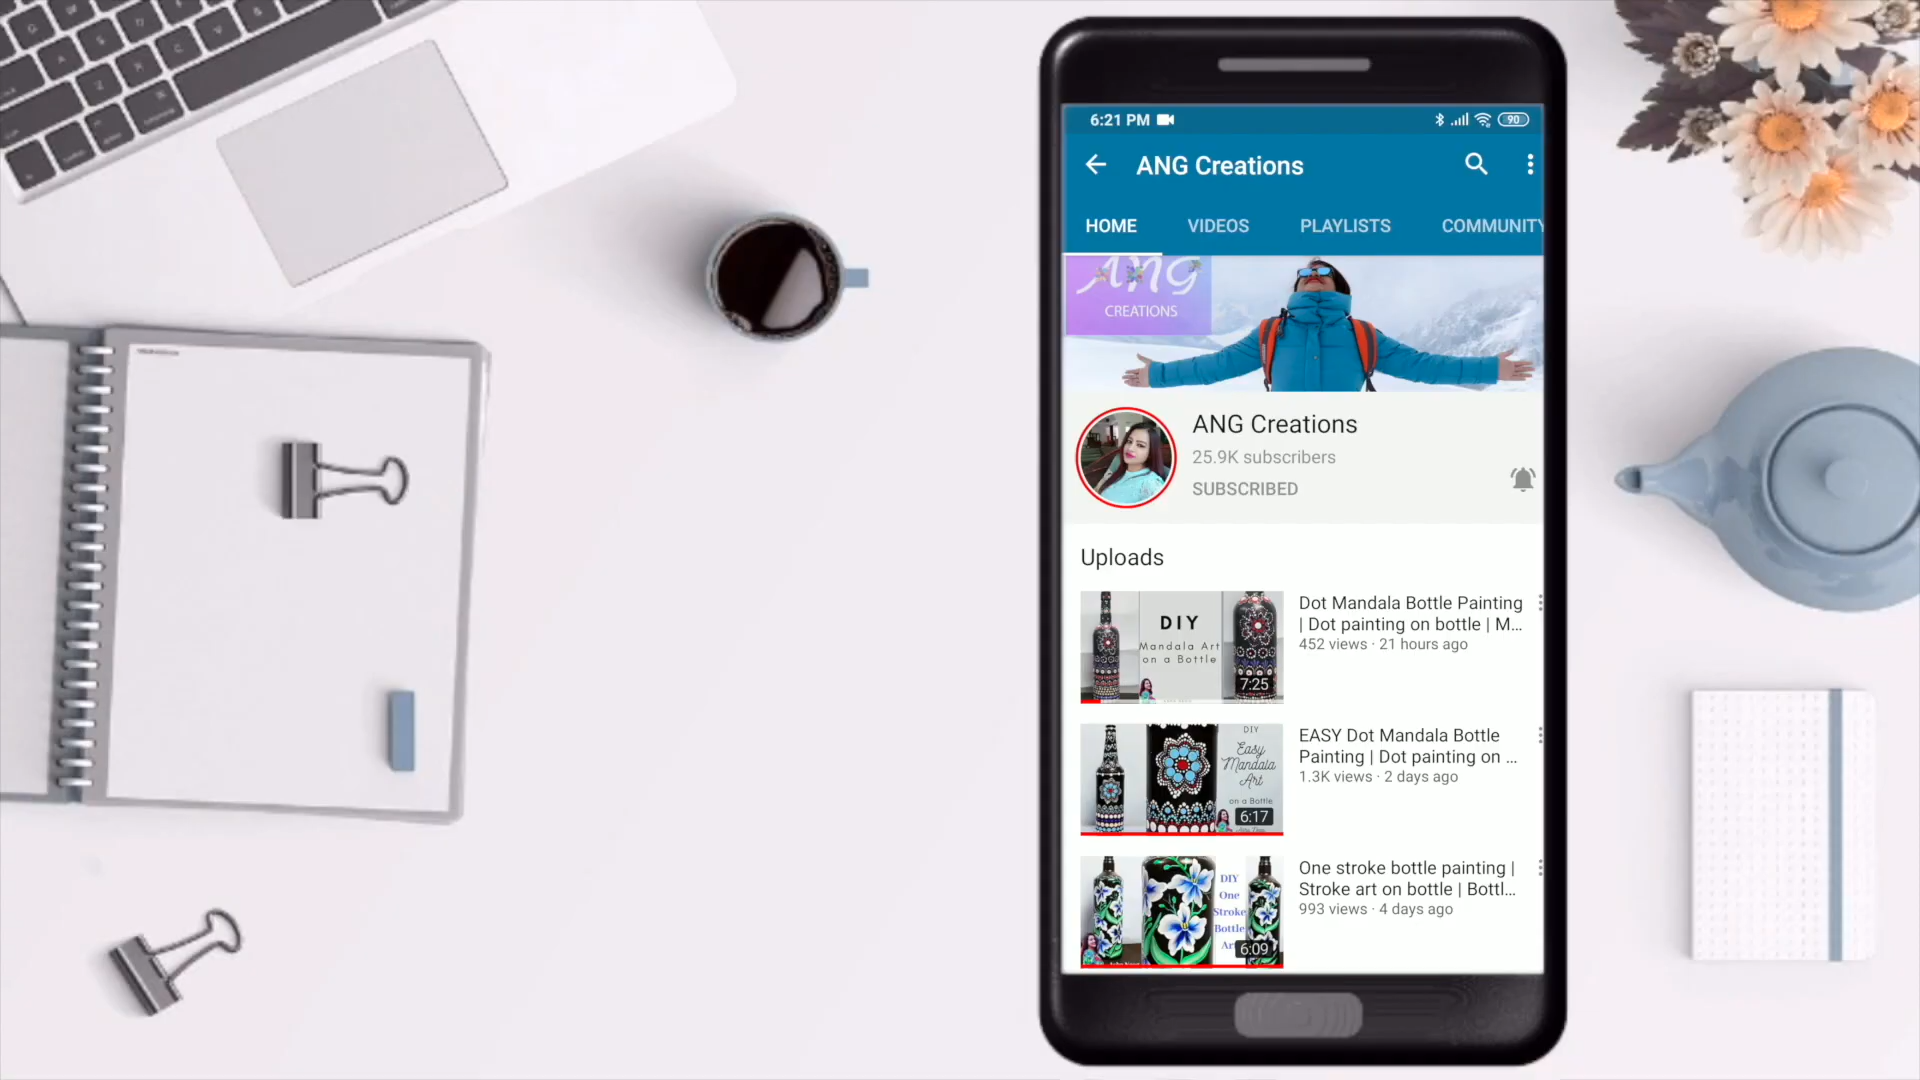 6:21 PM
90
ANG Creations
HOME VIDEOS PLAYLISTS COMMUNITY
Ang
CREATIONS
ANG Creations
25.9K subscribers
SUBSCRIBED
Uploads
DIY
Mandala Art
on a Bottle
7:25
Dot Mandala Bottle Painting
| Dot painting on bottle | M...
452 views · 21 hours ago
DIY
Easy
Mandala
Art
on a Bottle
6:17
EASY Dot Mandala Bottle
Painting | Dot painting on ...
1.3K views · 2 days ago
DIY
One
Stroke
Bottle
Art
6:09
One stroke bottle painting |
Stroke art on bottle | Bottl...
993 views · 4 days ago